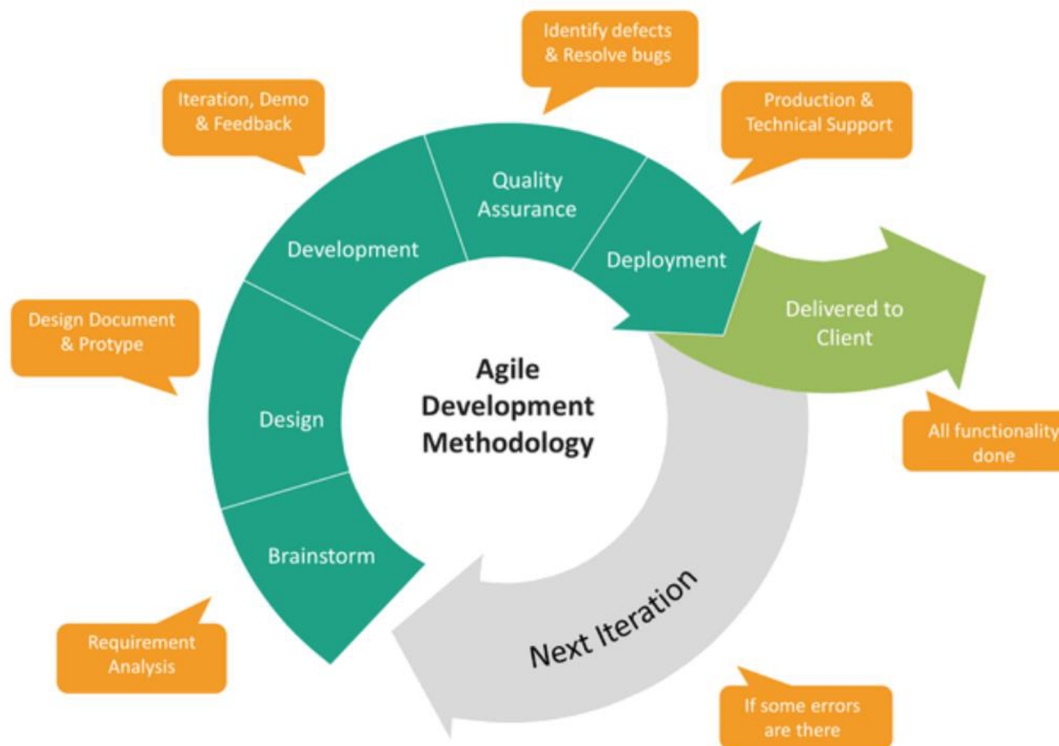 Identify defects
& Resolve bugs
Iteration, Demo
& Feedback
Production &
Technical Support
Quality
Assurance
Development
Deployment
Design Document
& Protype
Delivered to
Client
Agile
Development
Methodology
Design
All functionality
done
Brainstorm
Next Iteration
Requirement
Analysis
If some errors
are there